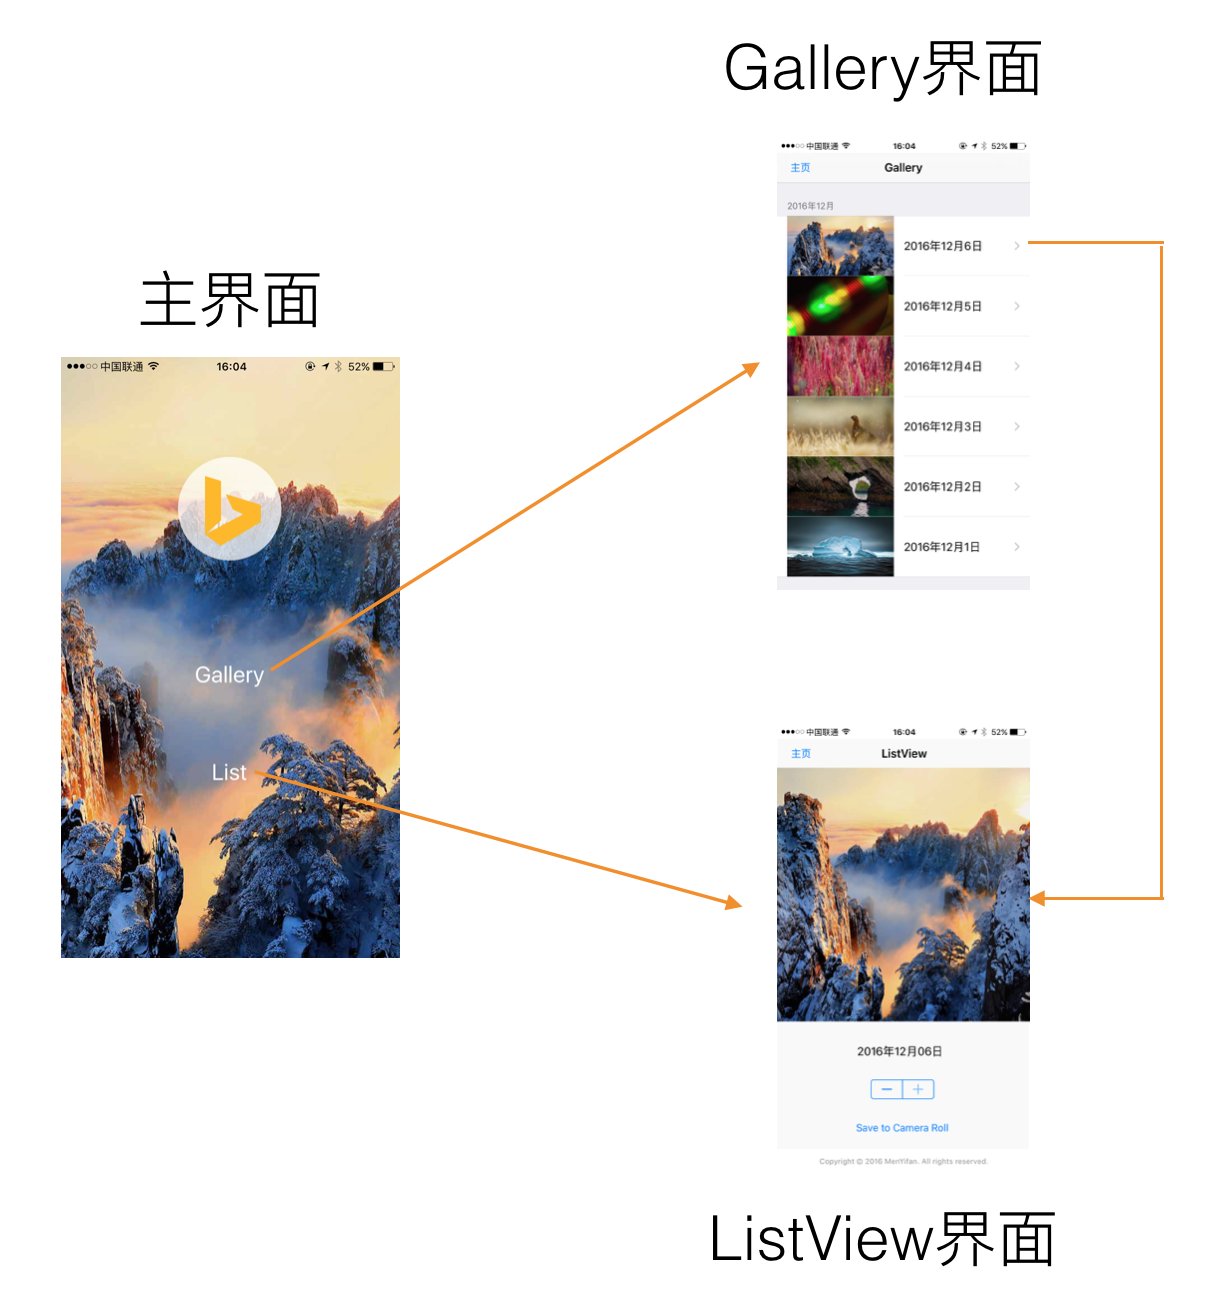 Gallery界面
中国联通 16:04 52%
主页 Gallery
2016年12月
2016年12月6日
2016年12月5日
2016年12月4日
2016年12月3日
2016年12月2日
2016年12月1日
主界面
中国联通 16:04 52%
Gallery
List
中国联通 16:04 52%
主页 ListView
2016年12月06日
− +
Save to Camera Roll
Copyright © 2016 MenYifan. All rights reserved.
ListView界面